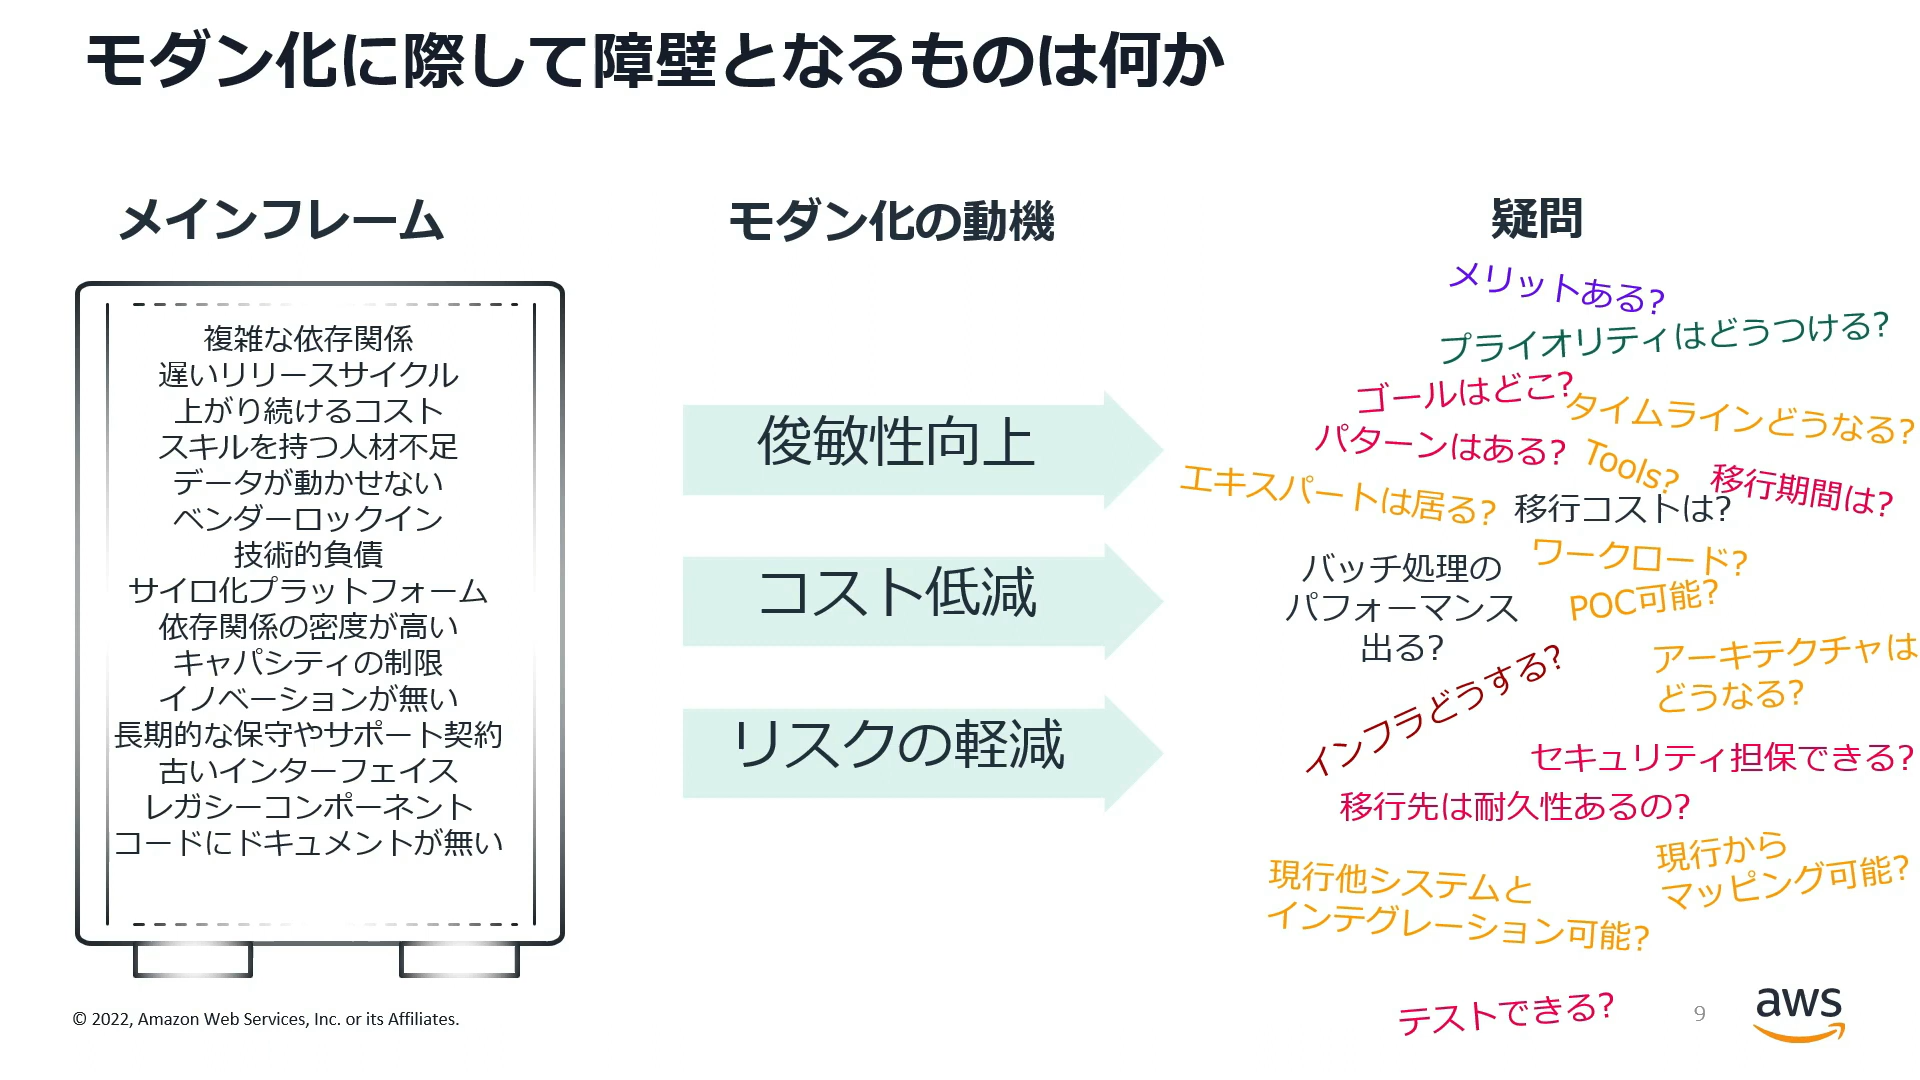 モダン化に際して障壁となるものは何か
メインフレーム
複雑な依存関係
遅いリリースサイクル
上がり続けるコスト
スキルを持つ人材不足
データが動かせない
ベンダーロックイン
技術的負債
サイロ化プラットフォーム
依存関係の密度が高い
キャパシティの制限
イノベーションが無い
長期的な保守やサポート契約
古いインターフェイス
レガシーコンポーネント
コードにドキュメントが無い
モダン化の動機
俊敏性向上
コスト低減
リスクの軽減
疑問
メリットある?
プライオリティはどうつける?
ゴールはどこ?
タイムラインどうなる?
パターンはある?
Tools?
移行期間は?
エキスパートは居る?
移行コストは?
バッチ処理の
パフォーマンス
出る?
ワークロード?
POC可能?
アーキテクチャは
どうなる?
インフラどうする?
セキュリティ担保できる?
移行先は耐久性あるの?
現行から
マッピング可能?
現行他システムと
インテグレーション可能?
テストできる?
© 2022, Amazon Web Services, Inc. or its Affiliates.
9
aws